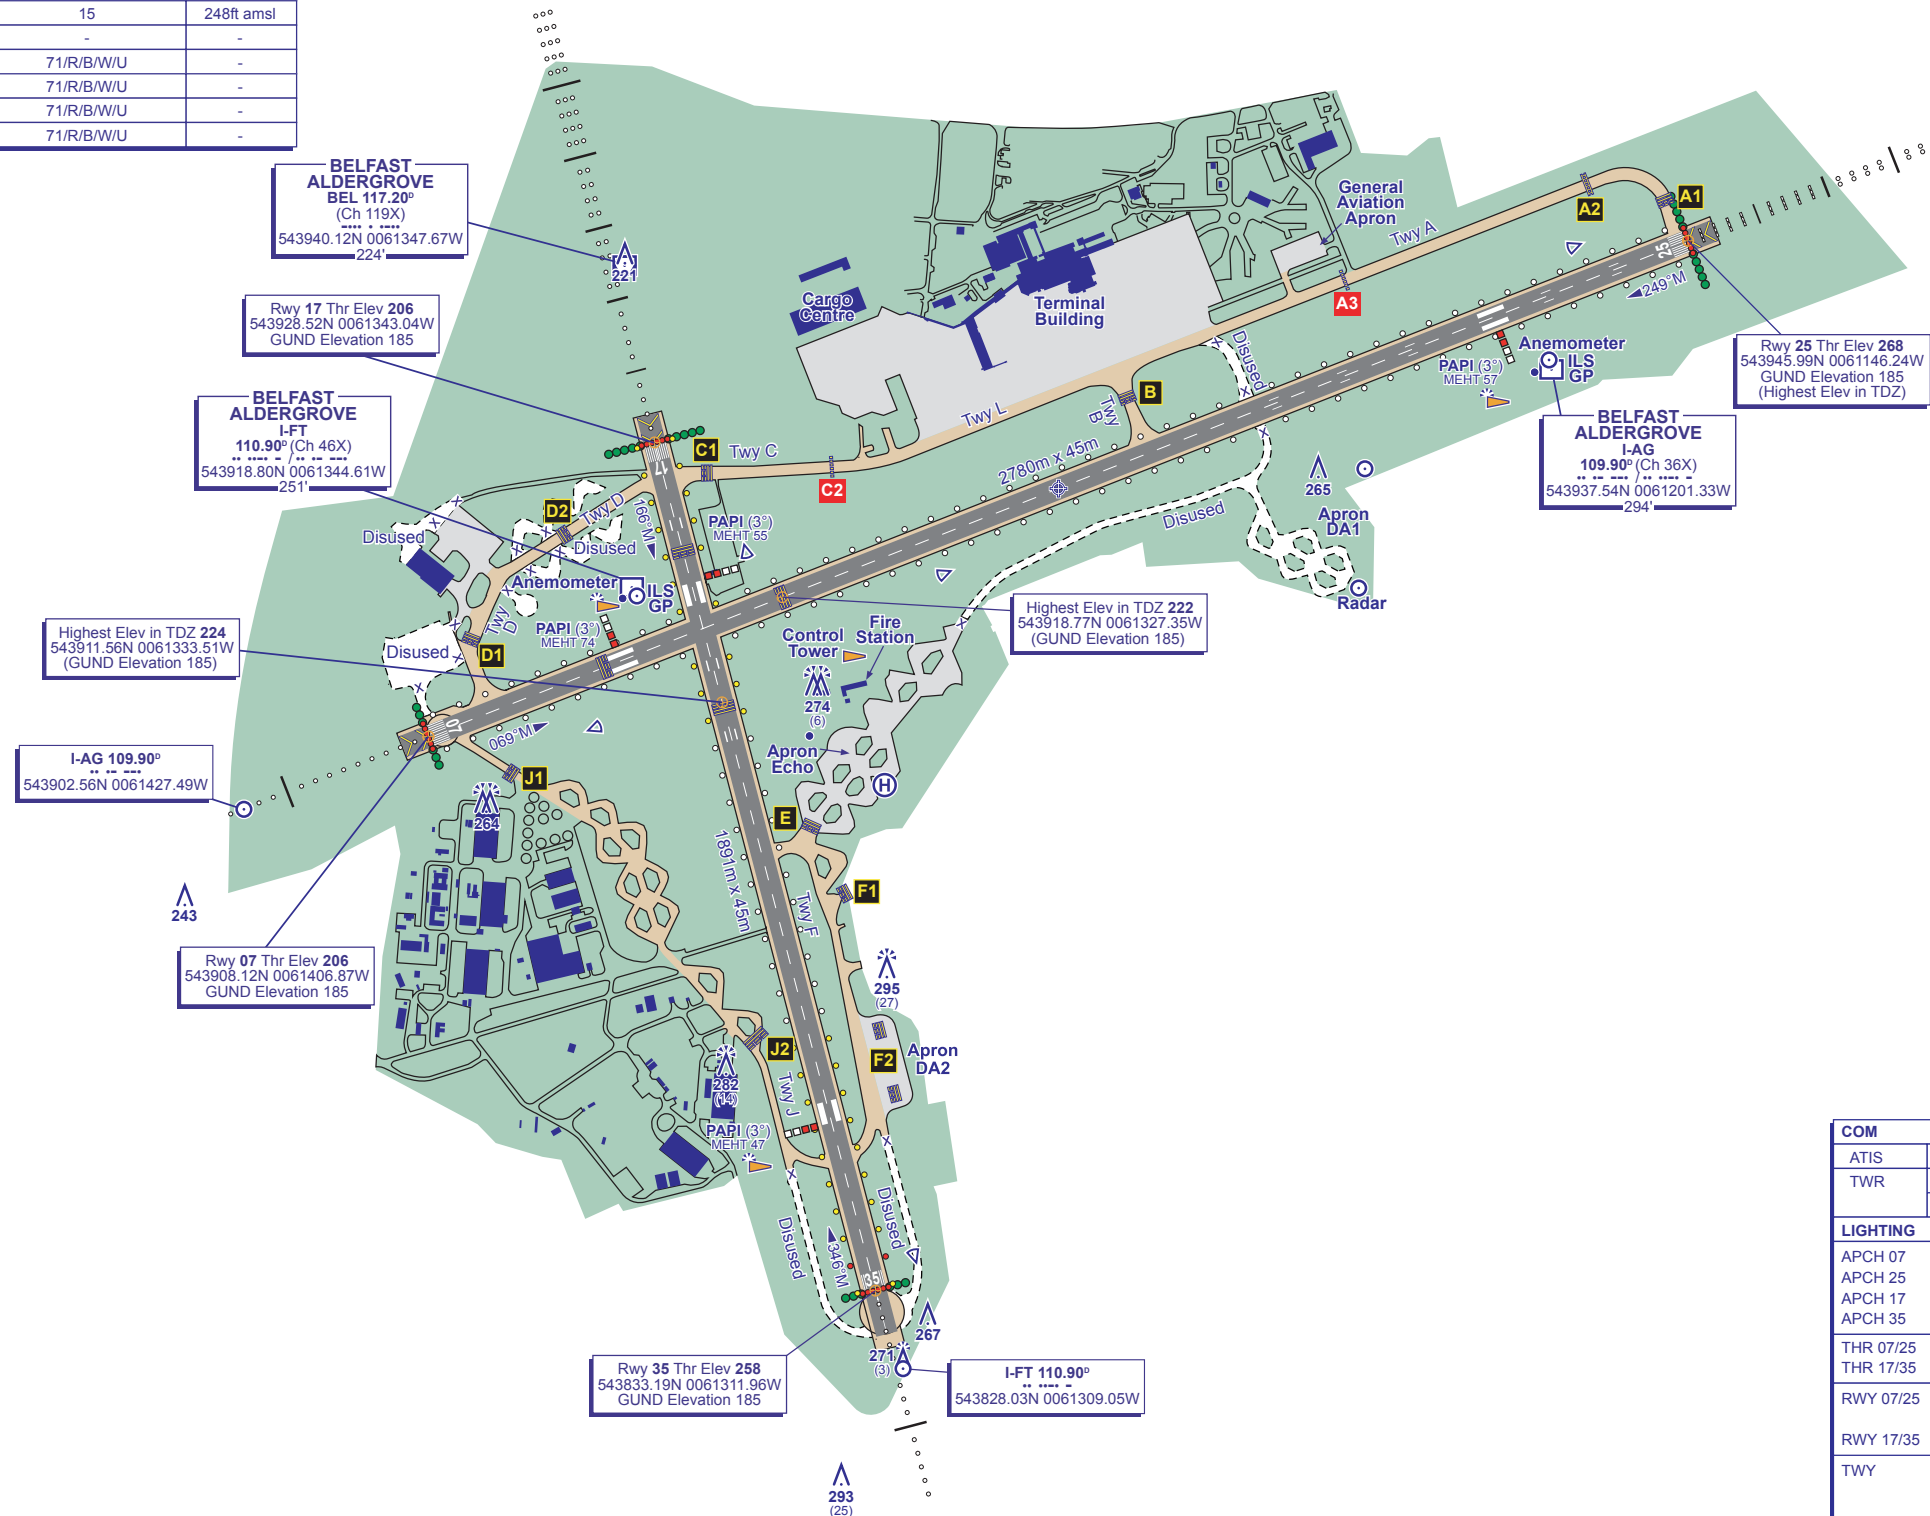 15 248ft amsl
- -
71/R/B/W/U -
71/R/B/W/U -
71/R/B/W/U -
71/R/B/W/U -
BELFAST
ALDERGROVE
BEL 117.20ᴰ
(Ch 119X)
543940.12N 0061347.67W
224'
221
Rwy 17 Thr Elev 206
543928.52N 0061343.04W
GUND Elevation 185
BELFAST
ALDERGROVE
I-FT
110.90ᴰ (Ch 46X)
543918.80N 0061344.61W
251'
Cargo
Centre
Terminal
Building
General
Aviation
Apron
Twy A
A2
A1
A3
25
249°M
Rwy 25 Thr Elev 268
543945.99N 0061146.24W
GUND Elevation 185
(Highest Elev in TDZ)
Anemometer
ILS
GP
PAPI (3°)
MEHT 57
BELFAST
ALDERGROVE
I-AG
109.90ᴰ (Ch 36X)
543937.54N 0061201.33W
294'
Disused
B
Twy
B
Twy L
17
C1
Twy C
C2
2780m x 45m
265
Apron
DA1
Radar
Disused
D2
Twy D
166°M
PAPI (3°)
MEHT 55
Disused
Disused
Anemometer
ILS
GP
Twy
D
PAPI (3°)
MEHT 74
D1
Disused
Highest Elev in TDZ 224
543911.56N 0061333.51W
(GUND Elevation 185)
Highest Elev in TDZ 222
543918.77N 0061327.35W
(GUND Elevation 185)
Control
Tower
Fire
Station
274
(6)
Apron
Echo
H
07
069°M
I-AG 109.90ᴰ
543902.56N 0061427.49W
J1
264
243
E
1891m x 45m
Twy F
F1
Rwy 07 Thr Elev 206
543908.12N 0061406.87W
GUND Elevation 185
295
(27)
J2
F2
Apron
DA2
282
(14)
Twy J
PAPI (3°)
MEHT 47
Disused
Disused
346°M
35
267
271
(3)
Rwy 35 Thr Elev 258
543833.19N 0061311.96W
GUND Elevation 185
I-FT 110.90ᴰ
543828.03N 0061309.05W
293
(25)
COM
ATIS
TWR
LIGHTING
APCH 07
APCH 25
APCH 17
APCH 35
THR 07/25
THR 17/35
RWY 07/25
RWY 17/35
TWY